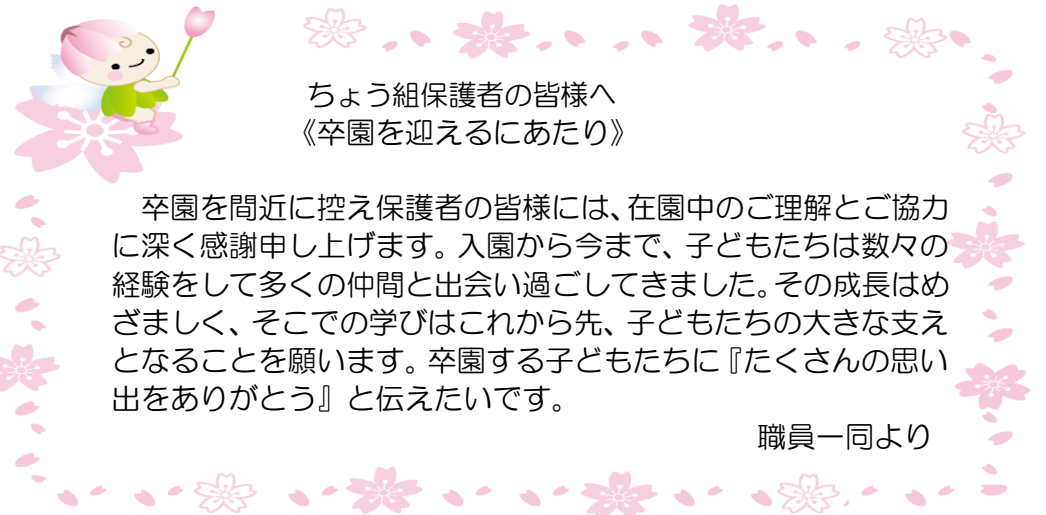 ちょう組保護者の皆様へ
《卒園を迎えるにあたり》
卒園を間近に控え保護者の皆様には、在園中のご理解とご協力
に深く感謝申し上げます。入園から今まで、子どもたちは数々の
経験をして多くの仲間と出会い過ごしてきました。その成長はめ
ざましく、そこでの学びはこれから先、子どもたちの大きな支え
となることを願います。卒園する子どもたちに『たくさんの思い
出をありがとう』と伝えたいです。
職員一同より